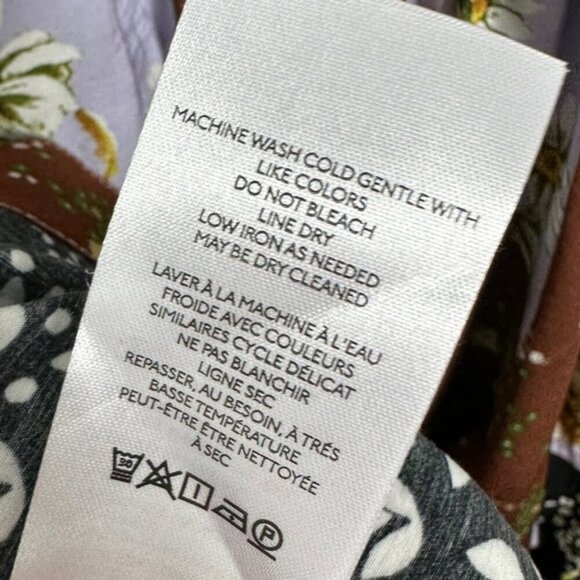 MACHINE WASH COLD GENTLE WITH
LIKE COLORS
DO NOT BLEACH
LINE DRY
LOW IRON AS NEEDED
MAY BE DRY CLEANED
LAVER À LA MACHINE À L'EAU
FROIDE AVEC COULEURS
SIMILAIRES CYCLE DÉLICAT
NE PAS BLANCHIR
LIGNE SEC
REPASSER, AU BESOIN, À TRÉS
BASSE TEMPÉRATURE
PEUT-ÊTRE ÊTRE NETTOYÉE
À SEC
30 P